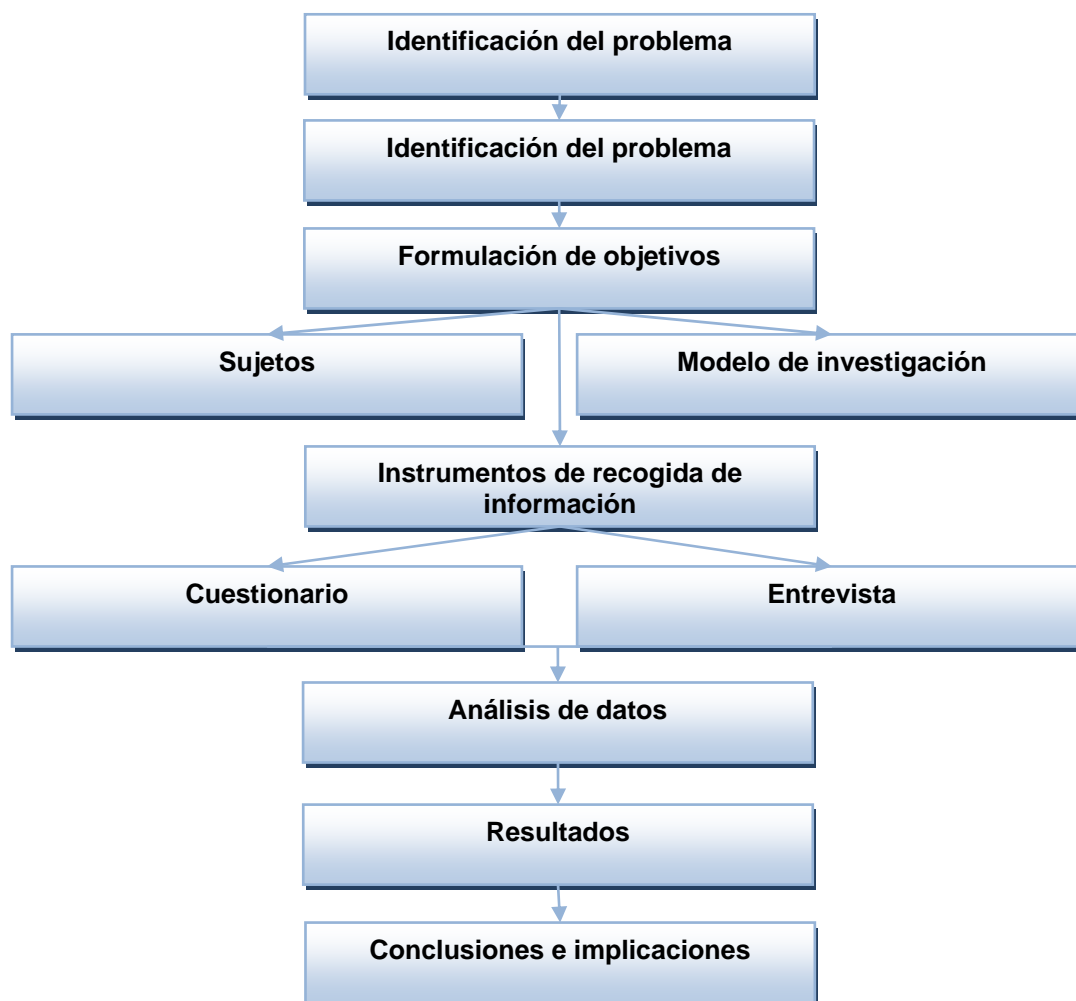 Identificación del problema
Identificación del problema
Formulación de objetivos
Sujetos
Modelo de investigación
Instrumentos de recogida de
información
Cuestionario
Entrevista
Análisis de datos
Resultados
Conclusiones e implicaciones